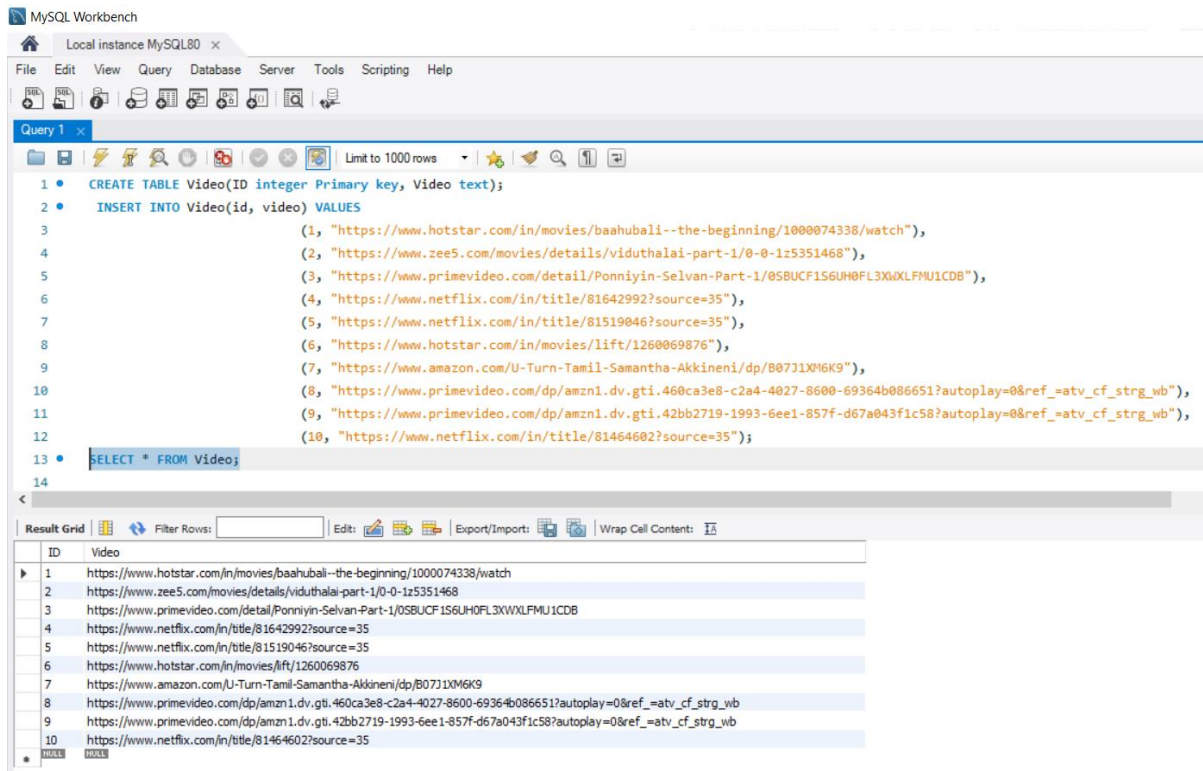 MySQL Workbench
Local instance MySQL80
File Edit View Query Database Server Tools Scripting Help
Query 1
Limit to 1000 rows
1 CREATE TABLE Video(ID integer Primary key, Video text);
2 INSERT INTO Video(id, video) VALUES
3 (1, "https://www.hotstar.com/in/movies/baahubali--the-beginning/1000074338/watch"),
4 (2, "https://www.zee5.com/movies/details/viduthalai-part-1/0-0-1z5351468"),
5 (3, "https://www.primevideo.com/detail/Ponniyin-Selvan-Part-1/0SBUCF1S6UH0FL3XWXLFMU1CDB"),
6 (4, "https://www.netflix.com/in/title/81642992?source=35"),
7 (5, "https://www.netflix.com/in/title/81519046?source=35"),
8 (6, "https://www.hotstar.com/in/movies/lift/1260069876"),
9 (7, "https://www.amazon.com/U-Turn-Tamil-Samantha-Akkineni/dp/B07J1XM6K9"),
10 (8, "https://www.primevideo.com/dp/amzn1.dv.gti.460ca3e8-c2a4-4027-8600-69364b086651?autoplay=0&ref_=atv_cf_strg_wb"),
11 (9, "https://www.primevideo.com/dp/amzn1.dv.gti.42bb2719-1993-6ee1-857f-d67a043f1c58?autoplay=0&ref_=atv_cf_strg_wb"),
12 (10, "https://www.netflix.com/in/title/81464602?source=35");
13 SELECT * FROM Video;
14
Result Grid Filter Rows: Edit: Export/Import: Wrap Cell Content:
ID Video
1 https://www.hotstar.com/in/movies/baahubali--the-beginning/1000074338/watch
2 https://www.zee5.com/movies/details/viduthalai-part-1/0-0-1z5351468
3 https://www.primevideo.com/detail/Ponniyin-Selvan-Part-1/0SBUCF1S6UH0FL3XWXLFMU1CDB
4 https://www.netflix.com/in/title/81642992?source=35
5 https://www.netflix.com/in/title/81519046?source=35
6 https://www.hotstar.com/in/movies/lift/1260069876
7 https://www.amazon.com/U-Turn-Tamil-Samantha-Akkineni/dp/B07J1XM6K9
8 https://www.primevideo.com/dp/amzn1.dv.gti.460ca3e8-c2a4-4027-8600-69364b086651?autoplay=0&ref_=atv_cf_strg_wb
9 https://www.primevideo.com/dp/amzn1.dv.gti.42bb2719-1993-6ee1-857f-d67a043f1c58?autoplay=0&ref_=atv_cf_strg_wb
10 https://www.netflix.com/in/title/81464602?source=35
NULL NULL